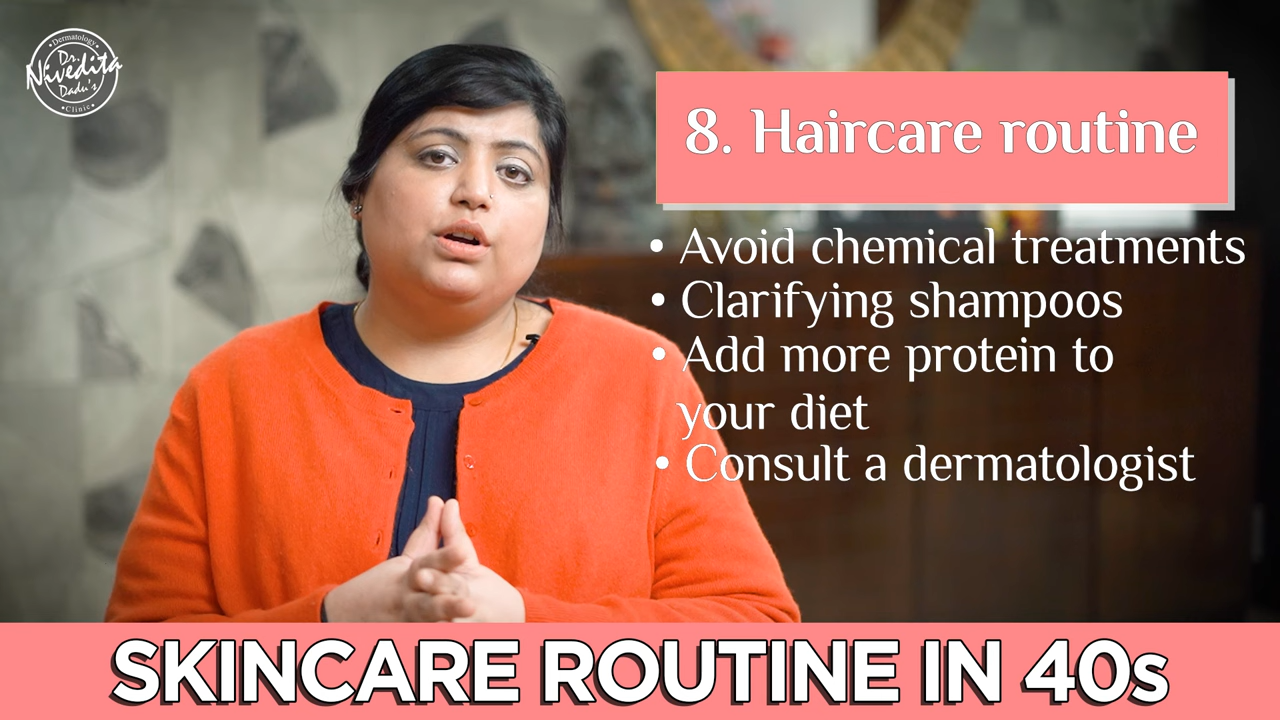 Dermatology
Dr.
Nivedita
Dadu's
Clinic
8. Haircare routine
• Avoid chemical treatments
• Clarifying shampoos
• Add more protein to
your diet
• Consult a dermatologist
SKINCARE ROUTINE IN 40s